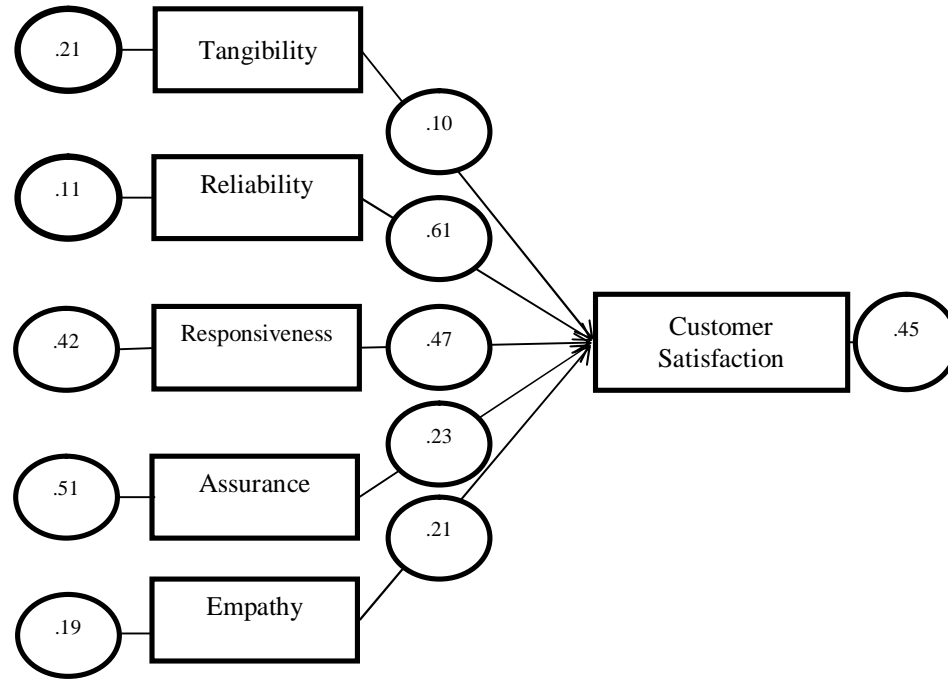 .21
Tangibility
.10
.11
Reliability
.61
.42
Responsiveness
.47
Customer
Satisfaction
.45
.51
Assurance
.23
.19
Empathy
.21